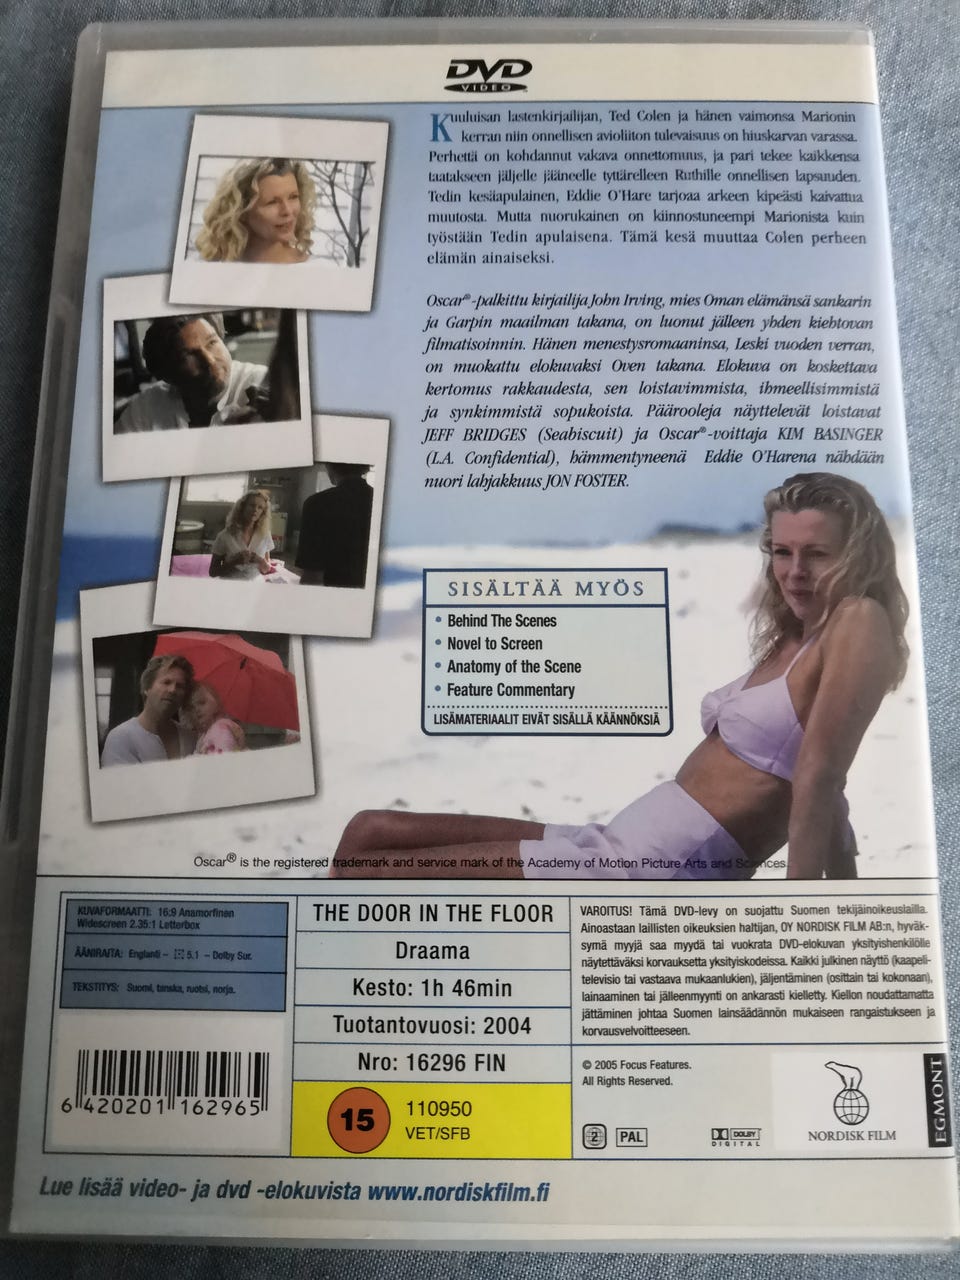 DVD
VIDEO
Kuuluisan lastenkirjailijan, Ted Colen ja hänen vaimonsa Marionin
kerran niin onnellisen avioliiton tulevaisuus on hiuskarvan varassa.
Perhettä on kohdannut vakava onnettomuus, ja pari tekee kaikkensa
taatakseen jäljelle jääneelle tyttärelleen Ruthille onnellisen lapsuuden.
Tedin kesäapulainen, Eddie O'Hare tarjoaa arkeen kipeästi kaivattua
muutosta. Mutta nuorukainen on kiinnostuneempi Marionista kuin
työstään Tedin apulaisena. Tämä kesä muuttaa Colen perheen
elämän ainaiseksi.
Oscar®-palkittu kirjailija John Irving, mies Oman elämänsä sankarin
ja Garpin maailman takana, on luonut jälleen yhden kiehtovan
filmatisoinnin. Hänen menestysromaaninsa, Leski vuoden verran,
on muokattu elokuvaksi Oven takana. Elokuva on koskettava
kertomus rakkaudesta, sen loistavimmista, ihmeellisimmistä
ja synkimmistä sopukoista. Päärooleja näyttelevät loistavat
JEFF BRIDGES (Seabiscuit) ja Oscar®-voittaja KIM BASINGER
(L.A. Confidential), hämmentyneenä Eddie O'Harena nähdään
nuori lahjakkuus JON FOSTER.
SISÄLTÄÄ MYÖS
• Behind The Scenes
• Novel to Screen
• Anatomy of the Scene
• Feature Commentary
LISÄMATERIAALIT EIVÄT SISÄLLÄ KÄÄNNÖKSIÄ
Oscar® is the registered trademark and service mark of the Academy of Motion Picture Arts and Sciences.
KUVAFORMAATTI: 16:9 Anamorfinen
Widescreen 2.35:1 Letterbox
ÄÄNIRAITA: Englanti - 5.1 - Dolby Sur.
TEKSTITYS: Suomi, tanska, ruotsi, norja.
6 420201 162965
THE DOOR IN THE FLOOR
Draama
Kesto: 1h 46min
Tuotantovuosi: 2004
Nro: 16296 FIN
15
110950
VET/SFB
VAROITUS! Tämä DVD-levy on suojattu Suomen tekijäinoikeuslailla.
Ainoastaan laillisten oikeuksien haltijan, OY NORDISK FILM AB:n, hyväk-
symä myyjä saa myydä tai vuokrata DVD-elokuvan yksityishenkilölle
näytettäväksi korvauksetta yksityiskodeissa. Kaikki julkinen näyttö (kaapeli-
televisio tai vastaava mukaanlukien), jäljentäminen (osittain tai kokonaan),
lainaaminen tai jälleenmyynti on ankarasti kielletty. Kiellon noudattamatta
jättäminen johtaa Suomen lainsäädännön mukaiseen rangaistukseen ja
korvausvelvoitteeseen.
© 2005 Focus Features.
All Rights Reserved.
2
PAL
DOLBY
DIGITAL
NORDISK FILM
EGMONT
Lue lisää video- ja dvd -elokuvista www.nordiskfilm.fi